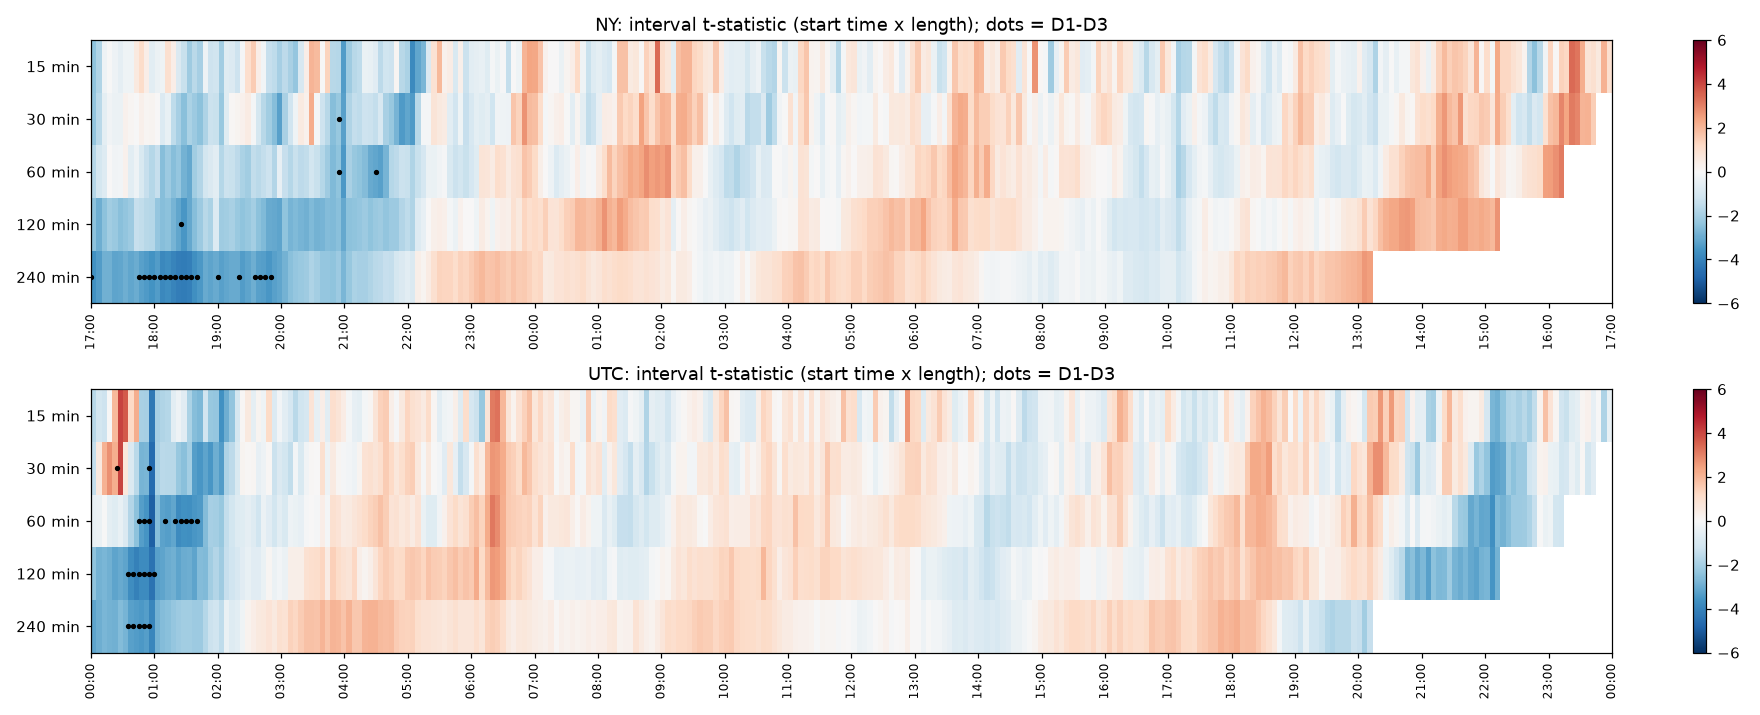 NY: interval t-statistic (start time x length); dots = D1-D3
15 min
30 min
60 min
120 min
240 min
17:00 18:00 19:00 20:00 21:00 22:00 23:00 00:00 01:00 02:00 03:00 04:00 05:00 06:00 07:00 08:00 09:00 10:00 11:00 12:00 13:00 14:00 15:00 16:00 17:00
6
4
2
0
−2
−4
−6
UTC: interval t-statistic (start time x length); dots = D1-D3
15 min
30 min
60 min
120 min
240 min
00:00 01:00 02:00 03:00 04:00 05:00 06:00 07:00 08:00 09:00 10:00 11:00 12:00 13:00 14:00 15:00 16:00 17:00 18:00 19:00 20:00 21:00 22:00 23:00 00:00
6
4
2
0
−2
−4
−6